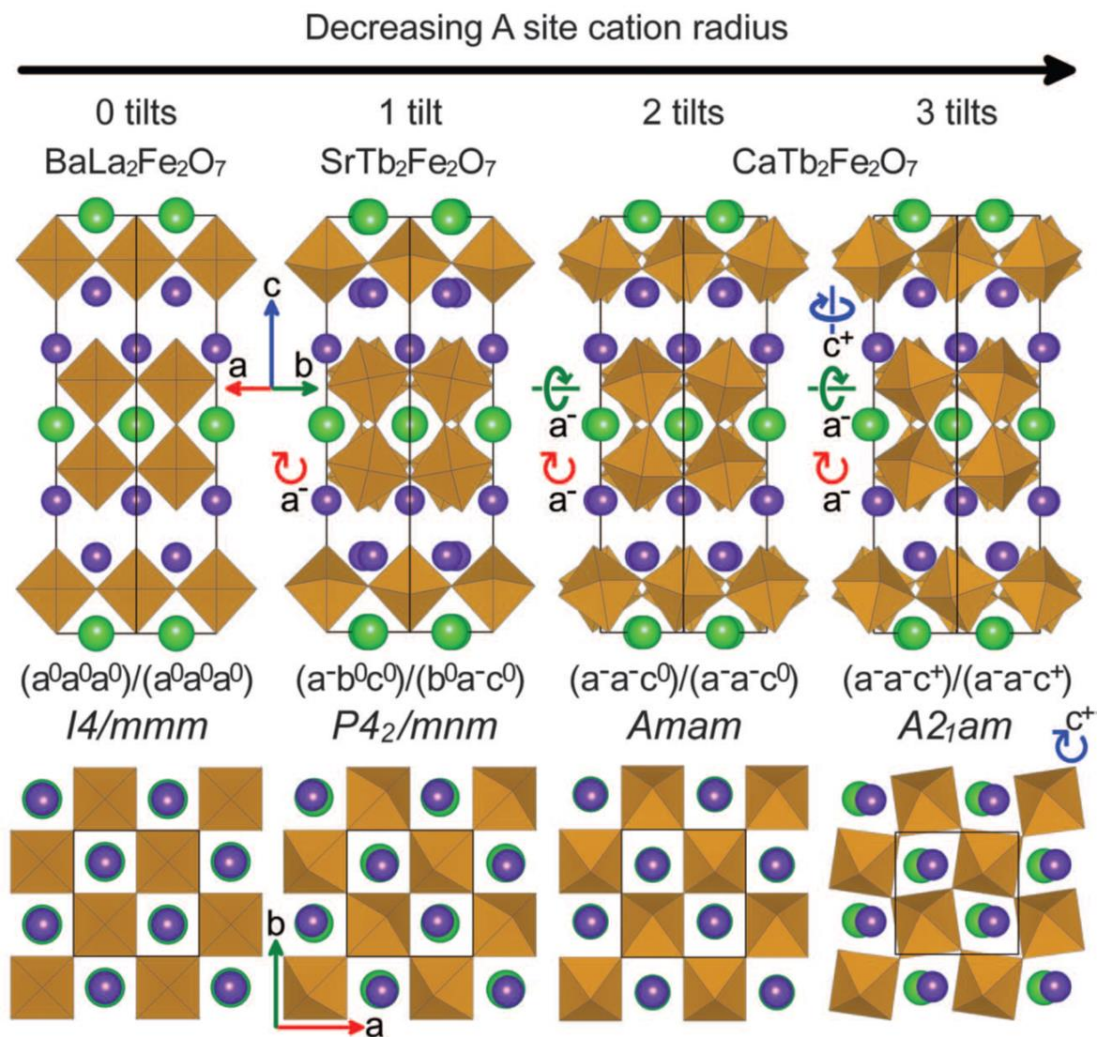 Decreasing A site cation radius
0 tilts 1 tilt 2 tilts 3 tilts
BaLa₂Fe₂O₇ SrTb₂Fe₂O₇ CaTb₂Fe₂O₇
c
a b
c⁺
a⁻ a⁻
a⁻ a⁻ a⁻
(a⁰a⁰a⁰)/(a⁰a⁰a⁰) (a⁻b⁰c⁰)/(b⁰a⁻c⁰) (a⁻a⁻c⁰)/(a⁻a⁻c⁰) (a⁻a⁻c⁺)/(a⁻a⁻c⁺)
I4/mmm P4₂/mnm Amam A2₁am c⁺
b
a